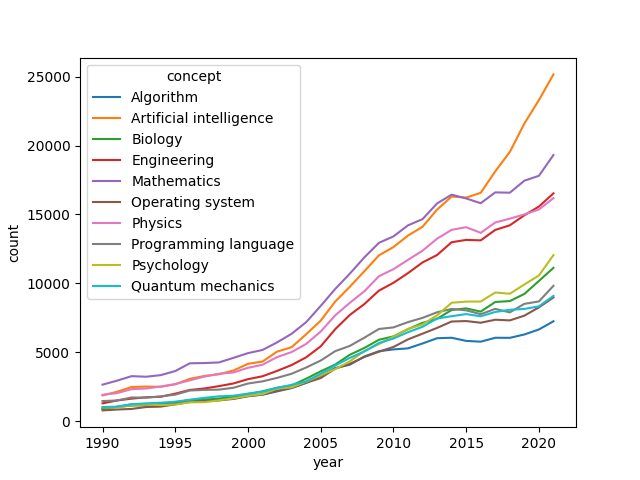 concept
Algorithm
Artificial intelligence
Biology
Engineering
Mathematics
Operating system
Physics
Programming language
Psychology
Quantum mechanics
25000
20000
15000
10000
5000
0
count
1990 1995 2000 2005 2010 2015 2020
year